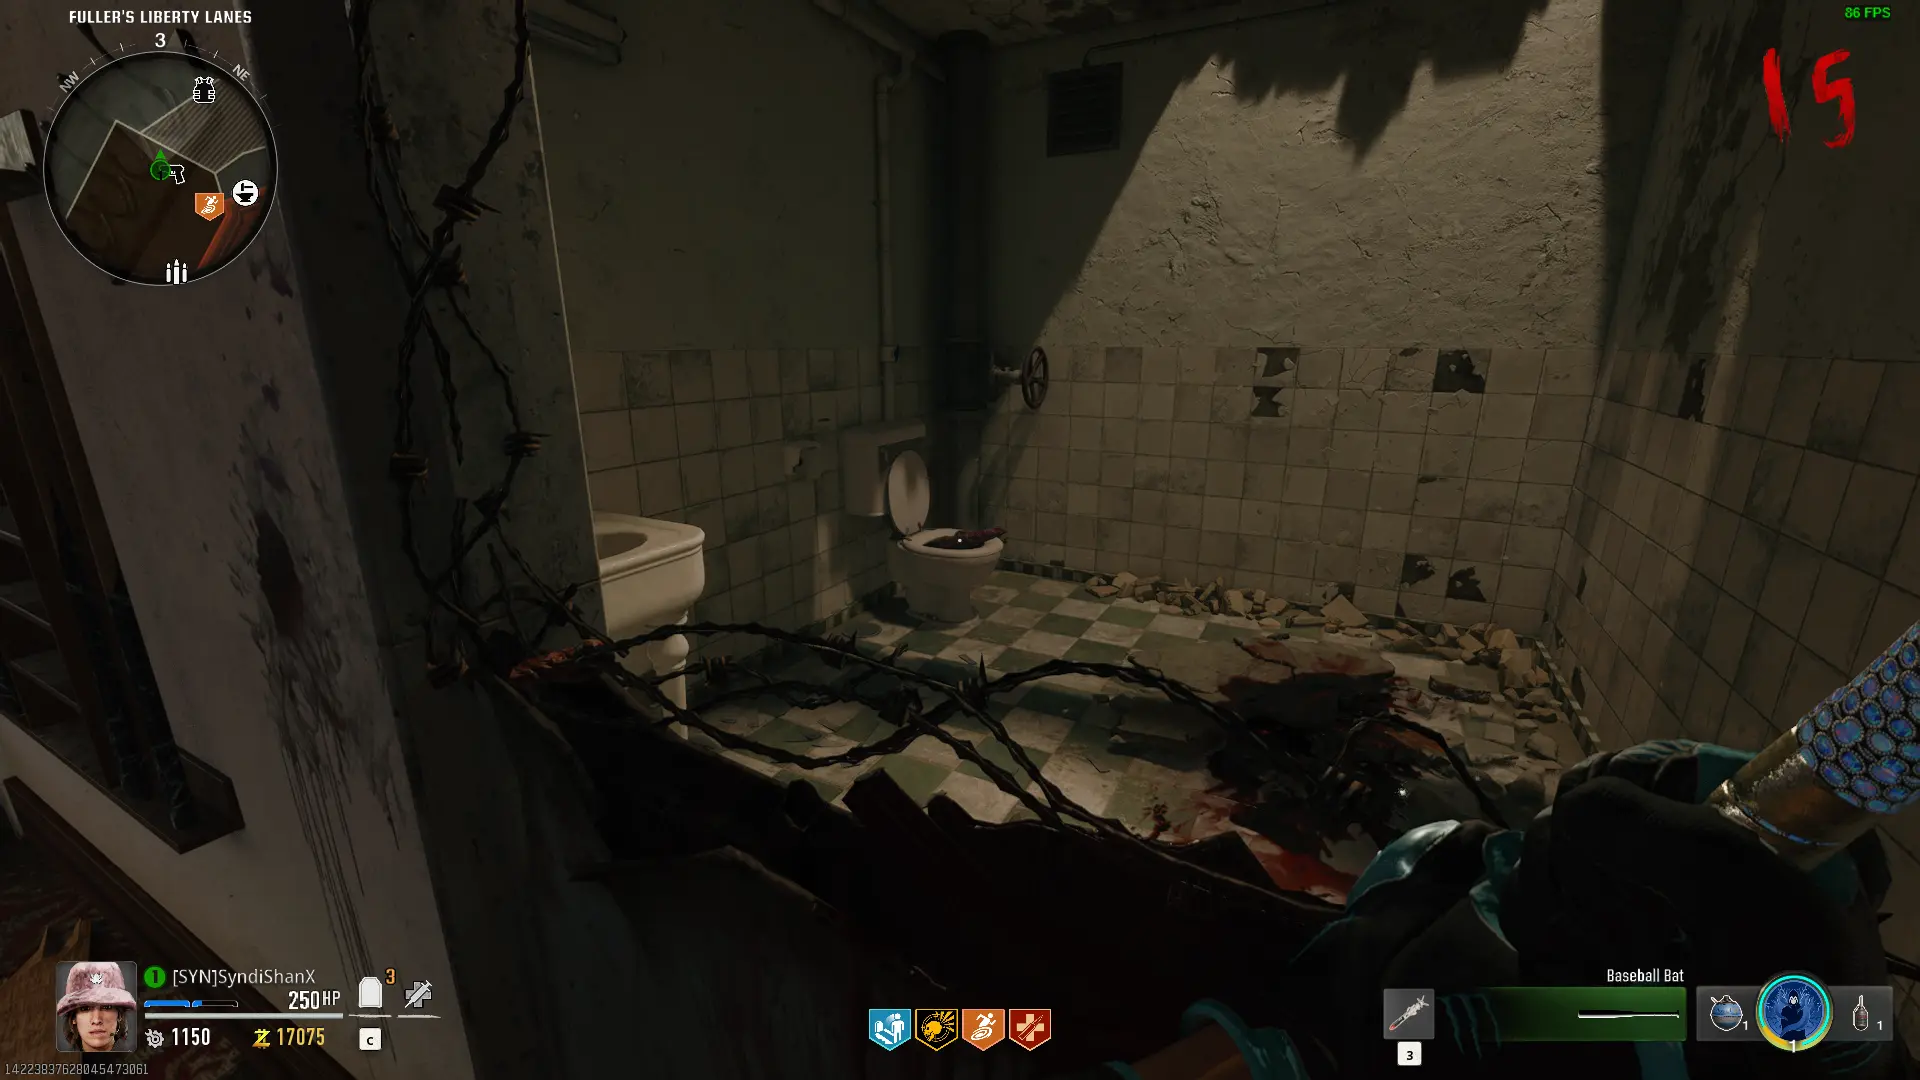 FULLER'S LIBERTY LANES
86 FPS
3
NW
NE
15
1 [SYN]SyndiShanX
250 HP
3
1150
17075
C
14223837628045473061
Baseball Bat
3
1
1
1